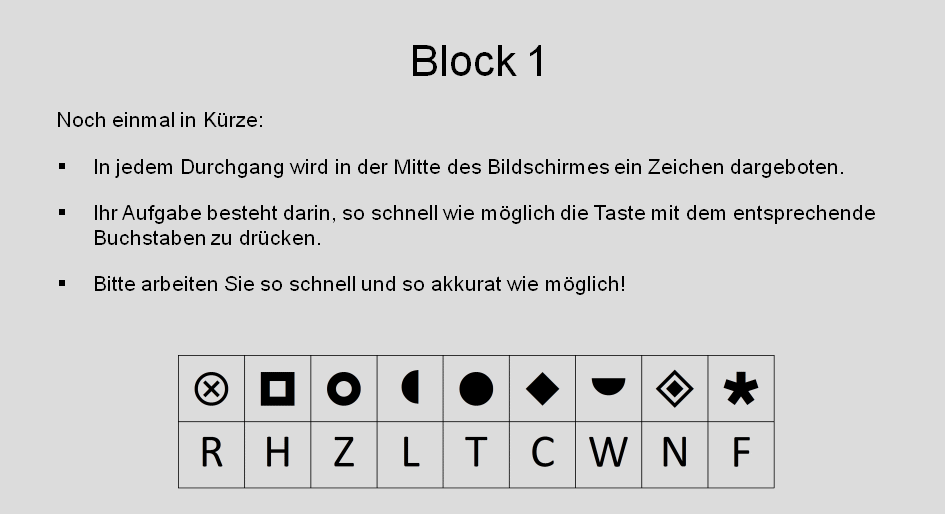 Block 1
Noch einmal in Kürze:
▪ In jedem Durchgang wird in der Mitte des Bildschirmes ein Zeichen dargeboten.
▪ Ihr Aufgabe besteht darin, so schnell wie möglich die Taste mit dem entsprechende
Buchstaben zu drücken.
▪ Bitte arbeiten Sie so schnell und so akkurat wie möglich!
R H Z L T C W N F